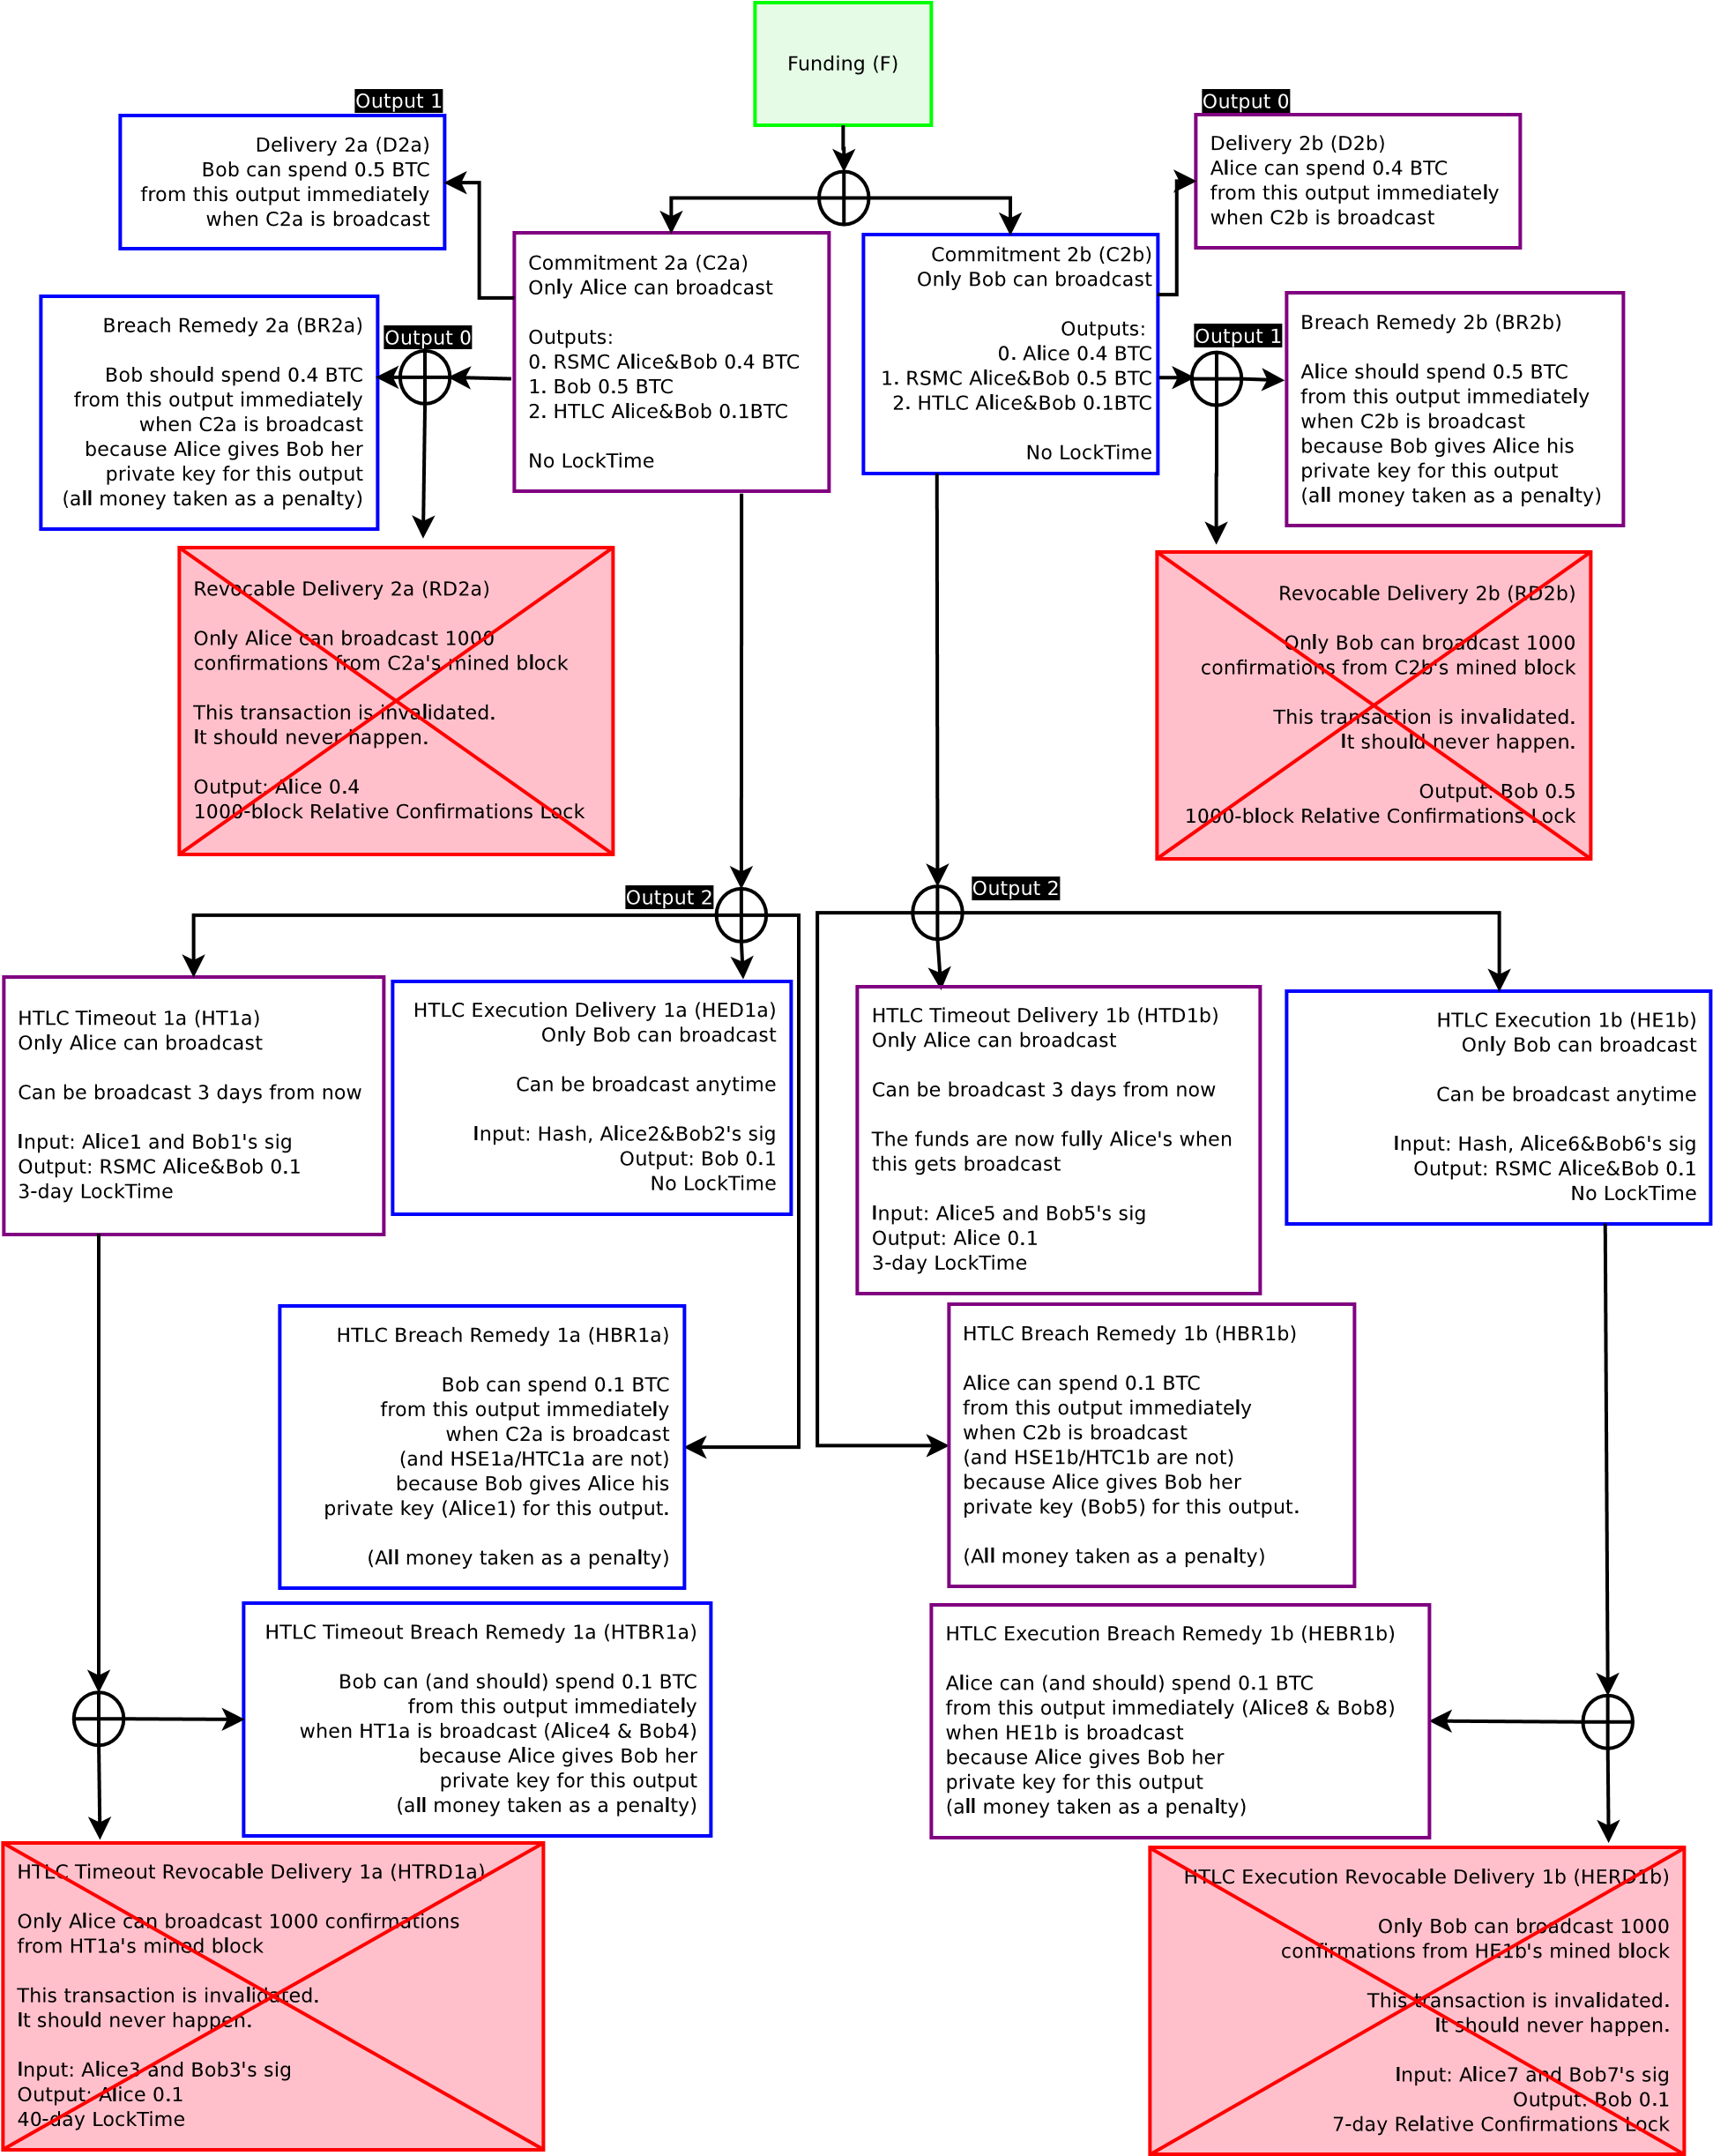 Funding (F)
Output 1
Delivery 2a (D2a)
Bob can spend 0.5 BTC
from this output immediately
when C2a is broadcast
Output 0
Delivery 2b (D2b)
Alice can spend 0.4 BTC
from this output immediately
when C2b is broadcast
Commitment 2a (C2a)
Only Alice can broadcast
Outputs:
0. RSMC Alice&Bob 0.4 BTC
1. Bob 0.5 BTC
2. HTLC Alice&Bob 0.1BTC
No LockTime
Commitment 2b (C2b)
Only Bob can broadcast
Outputs:
0. Alice 0.4 BTC
1. RSMC Alice&Bob 0.5 BTC
2. HTLC Alice&Bob 0.1BTC
No LockTime
Output 0
Breach Remedy 2a (BR2a)
Bob should spend 0.4 BTC
from this output immediately
when C2a is broadcast
because Alice gives Bob her
private key for this output
(all money taken as a penalty)
Output 1
Breach Remedy 2b (BR2b)
Alice should spend 0.5 BTC
from this output immediately
when C2b is broadcast
because Bob gives Alice his
private key for this output
(all money taken as a penalty)
Revocable Delivery 2a (RD2a)
Only Alice can broadcast 1000
confirmations from C2a's mined block
This transaction is invalidated.
It should never happen.
Output: Alice 0.4
1000-block Relative Confirmations Lock
Revocable Delivery 2b (RD2b)
Only Bob can broadcast 1000
confirmations from C2b's mined block
This transaction is invalidated.
It should never happen.
Output: Bob 0.5
1000-block Relative Confirmations Lock
Output 2
Output 2
HTLC Timeout 1a (HT1a)
Only Alice can broadcast
Can be broadcast 3 days from now
Input: Alice1 and Bob1's sig
Output: RSMC Alice&Bob 0.1
3-day LockTime
HTLC Execution Delivery 1a (HED1a)
Only Bob can broadcast
Can be broadcast anytime
Input: Hash, Alice2&Bob2's sig
Output: Bob 0.1
No LockTime
HTLC Timeout Delivery 1b (HTD1b)
Only Alice can broadcast
Can be broadcast 3 days from now
The funds are now fully Alice's when
this gets broadcast
Input: Alice5 and Bob5's sig
Output: Alice 0.1
3-day LockTime
HTLC Execution 1b (HE1b)
Only Bob can broadcast
Can be broadcast anytime
Input: Hash, Alice6&Bob6's sig
Output: RSMC Alice&Bob 0.1
No LockTime
HTLC Breach Remedy 1a (HBR1a)
Bob can spend 0.1 BTC
from this output immediately
when C2a is broadcast
(and HSE1a/HTC1a are not)
because Bob gives Alice his
private key (Alice1) for this output.
(All money taken as a penalty)
HTLC Breach Remedy 1b (HBR1b)
Alice can spend 0.1 BTC
from this output immediately
when C2b is broadcast
(and HSE1b/HTC1b are not)
because Alice gives Bob her
private key (Bob5) for this output.
(All money taken as a penalty)
HTLC Timeout Breach Remedy 1a (HTBR1a)
Bob can (and should) spend 0.1 BTC
from this output immediately
when HT1a is broadcast (Alice4 & Bob4)
because Alice gives Bob her
private key for this output
(all money taken as a penalty)
HTLC Execution Breach Remedy 1b (HEBR1b)
Alice can (and should) spend 0.1 BTC
from this output immediately (Alice8 & Bob8)
when HE1b is broadcast
because Alice gives Bob her
private key for this output
(all money taken as a penalty)
HTLC Timeout Revocable Delivery 1a (HTRD1a)
Only Alice can broadcast 1000 confirmations
from HT1a's mined block
This transaction is invalidated.
It should never happen.
Input: Alice3 and Bob3's sig
Output: Alice 0.1
40-day LockTime
HTLC Execution Revocable Delivery 1b (HERD1b)
Only Bob can broadcast 1000
confirmations from HE1b's mined block
This transaction is invalidated.
It should never happen.
Input: Alice7 and Bob7's sig
Output: Bob 0.1
7-day Relative Confirmations Lock